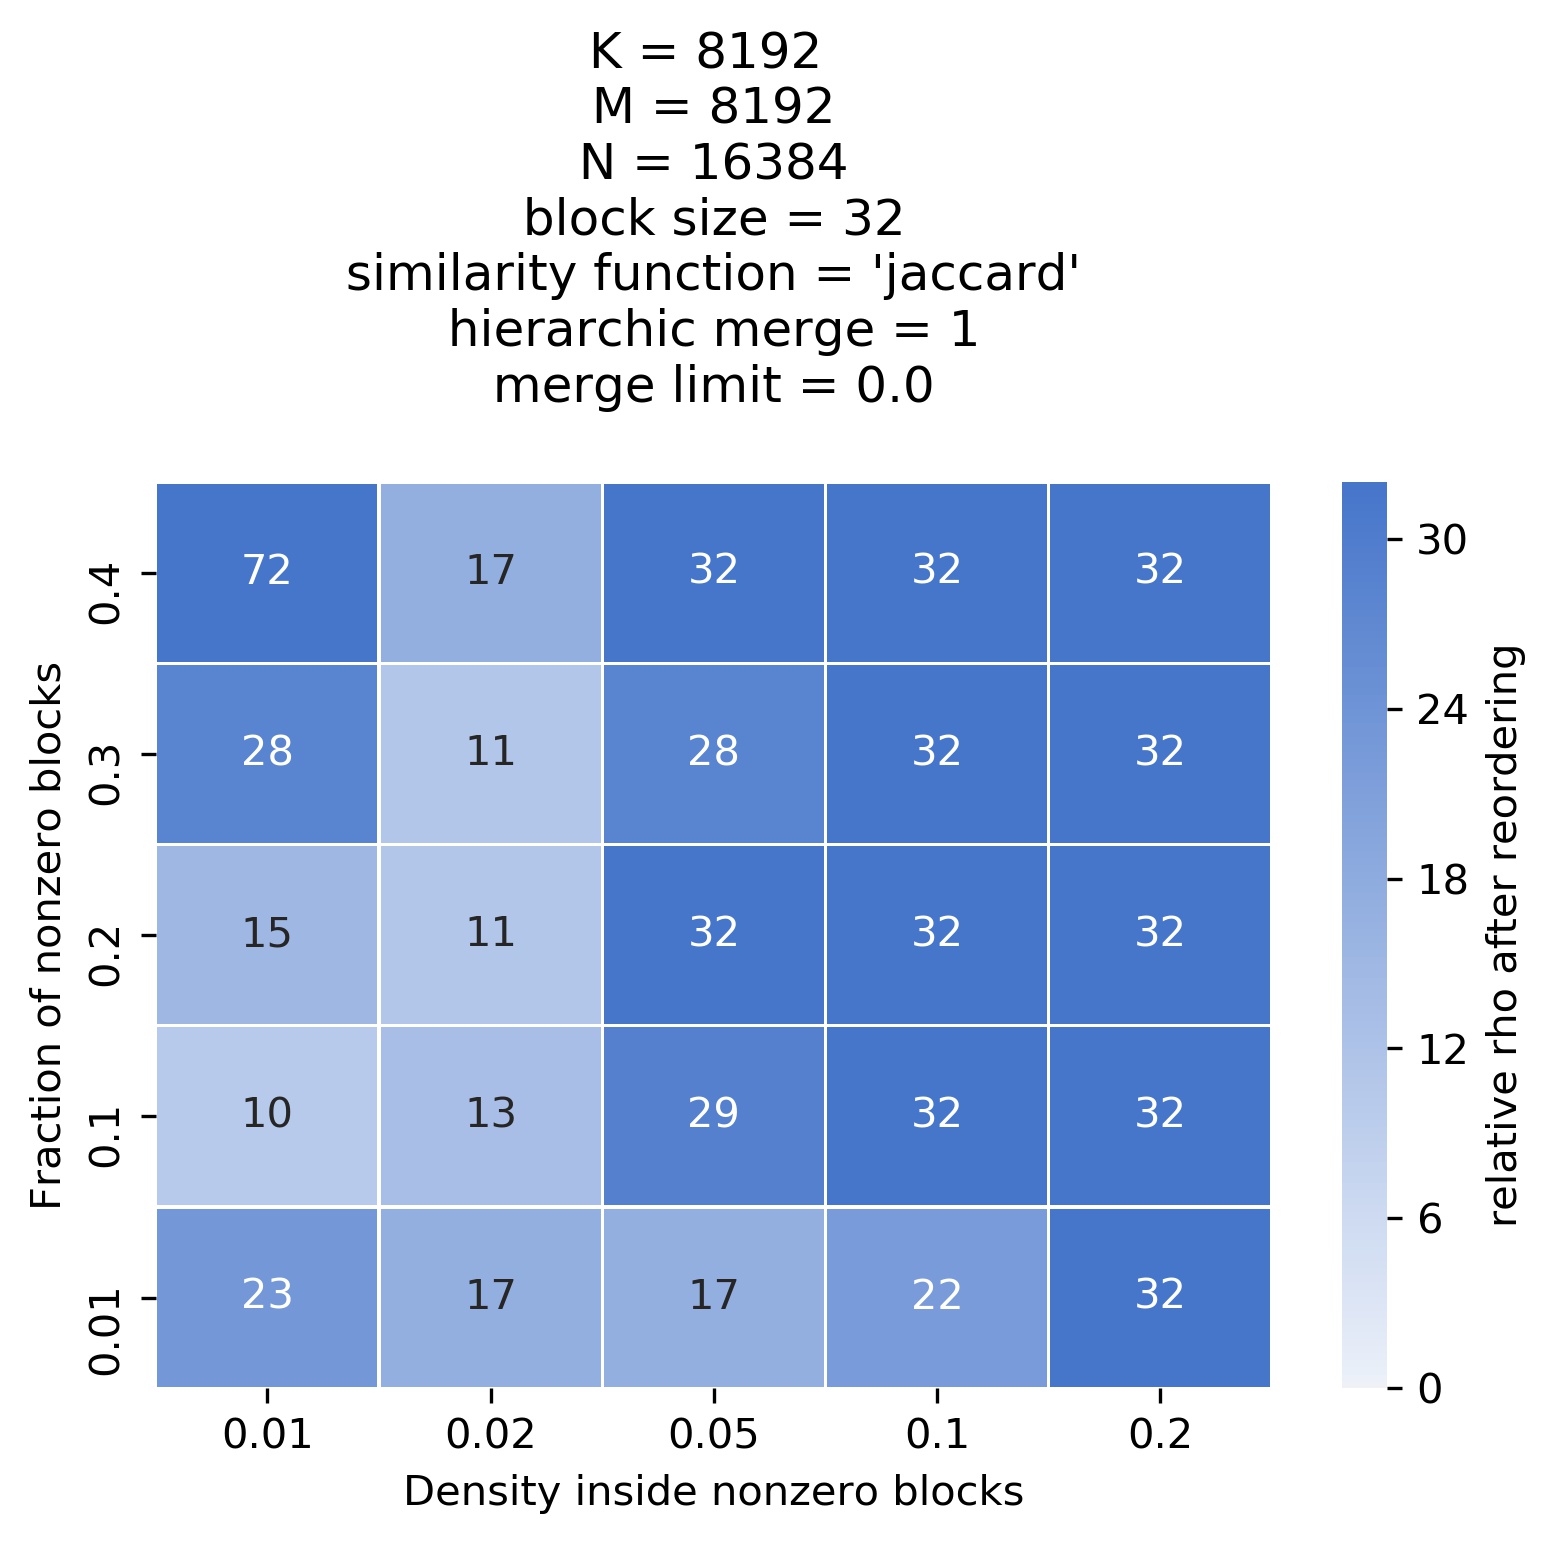 K = 8192
M = 8192
N = 16384
block size = 32
similarity function = 'jaccard'
hierarchic merge = 1
merge limit = 0.0
Fraction of nonzero blocks
0.4
72 17 32 32 32
0.3
28 11 28 32 32
0.2
15 11 32 32 32
0.1
10 13 29 32 32
0.01
23 17 17 22 32
0.01 0.02 0.05 0.1 0.2
Density inside nonzero blocks
30
24
18
12
6
0
relative rho after reordering